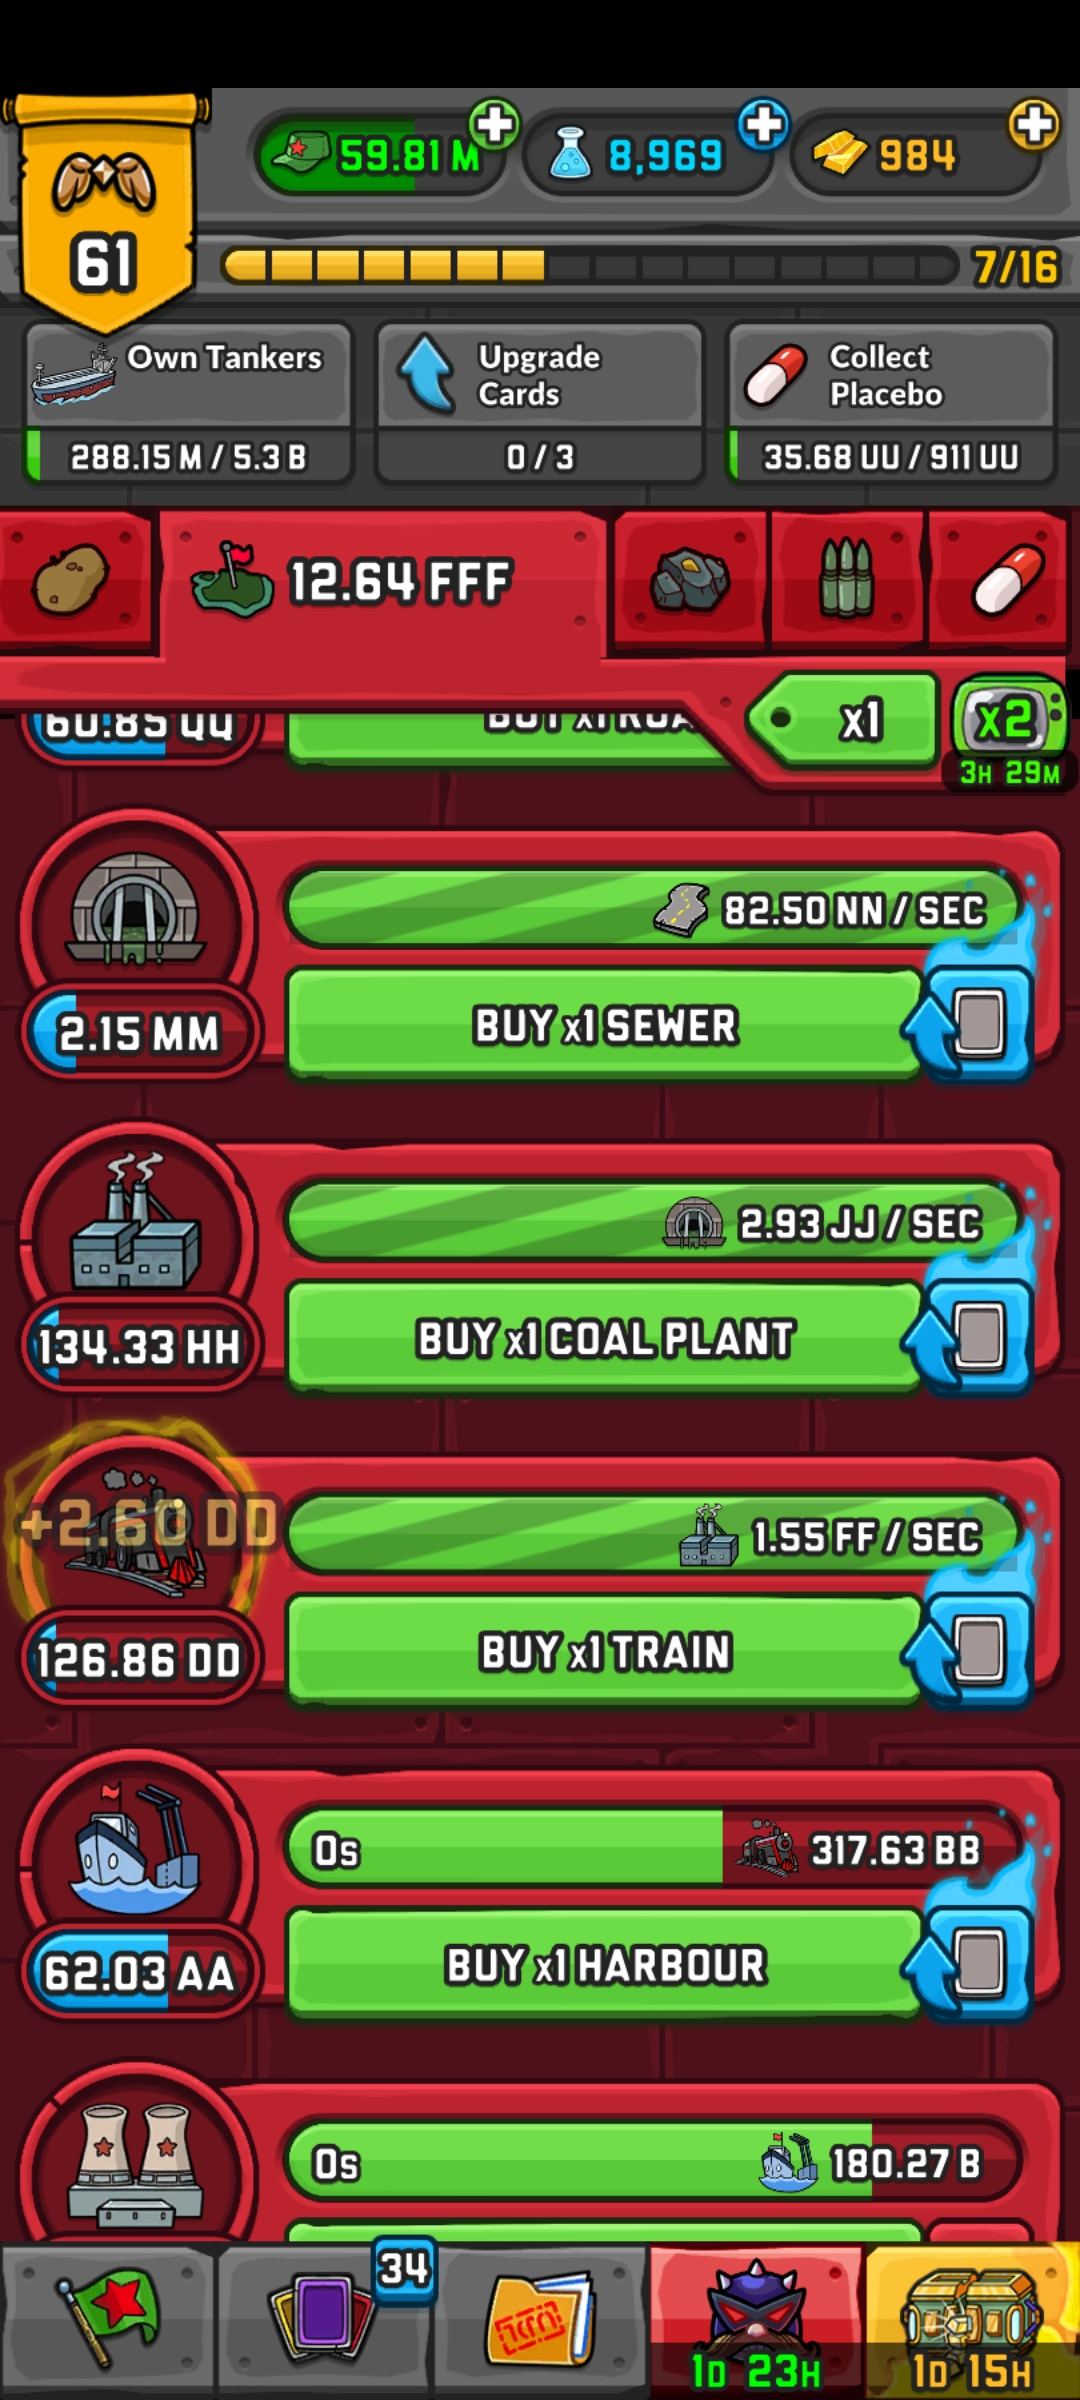 59.81 M
8,969
984
61
7/16
Own Tankers
288.15 M / 5.3 B
Upgrade
Cards
0 / 3
Collect
Placebo
35.68 UU / 911 UU
12.64 FFF
x1
x2
3H 29M
60.85 QQ
BUY x1
82.50 NN / SEC
2.15 MM
BUY x1 SEWER
2.93 JJ / SEC
134.33 HH
BUY x1 COAL PLANT
+2.60 DD
1.55 FF / SEC
126.86 DD
BUY x1 TRAIN
0s
317.63 BB
62.03 AA
BUY x1 HARBOUR
0s
180.27 B
34
1D 23H
1D 15H